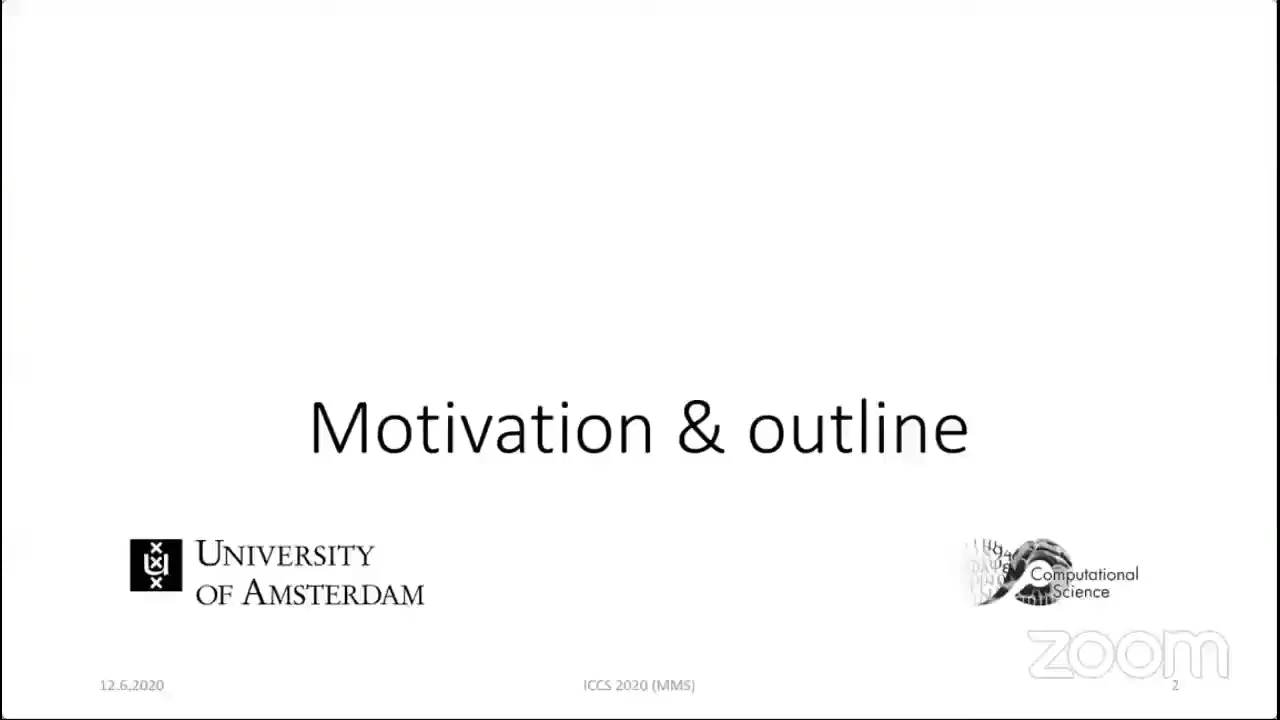 Motivation & outline
UNIVERSITY
OF AMSTERDAM
Computational
Science
zoom
12.6.2020
ICCS 2020 (MMS)
2